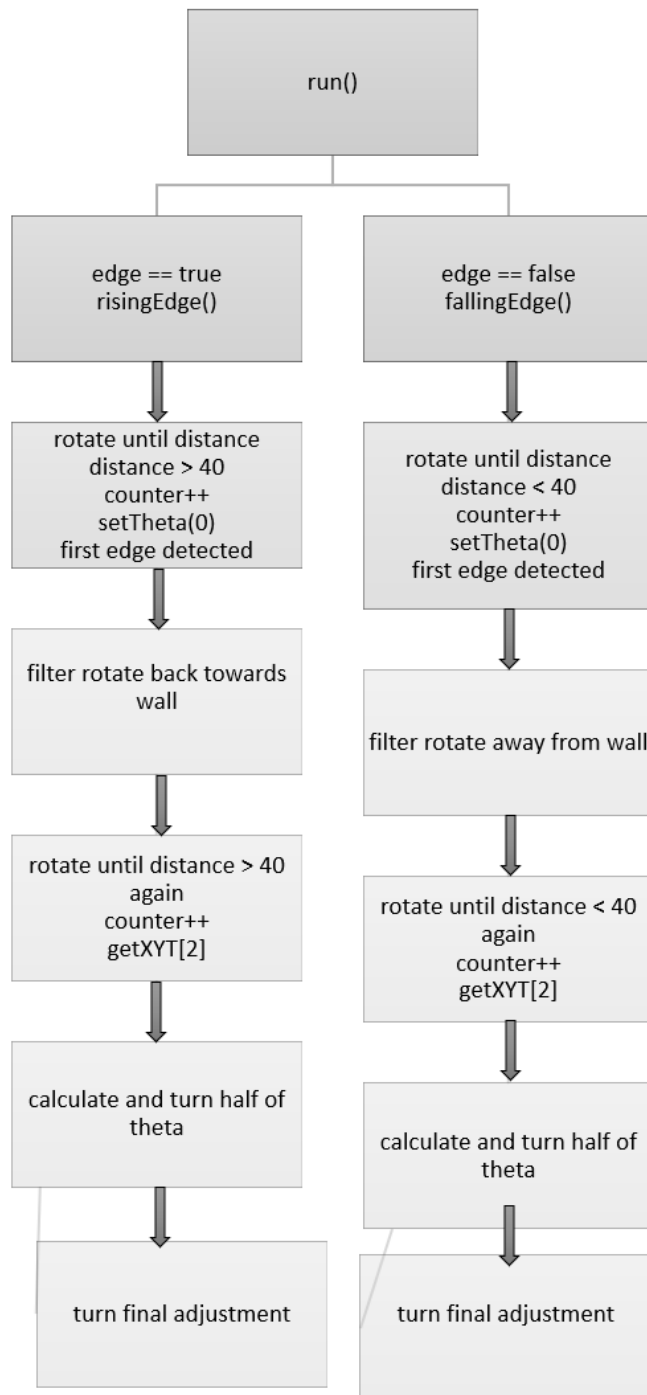 run()
edge == true
risingEdge()
rotate until distance
distance > 40
counter++
setTheta(0)
first edge detected
filter rotate back towards
wall
rotate until distance > 40
again
counter++
getXYT[2]
calculate and turn half of
theta
turn final adjustment
edge == false
fallingEdge()
rotate until distance
distance < 40
counter++
setTheta(0)
first edge detected
filter rotate away from wall
rotate until distance < 40
again
counter++
getXYT[2]
calculate and turn half of
theta
turn final adjustment